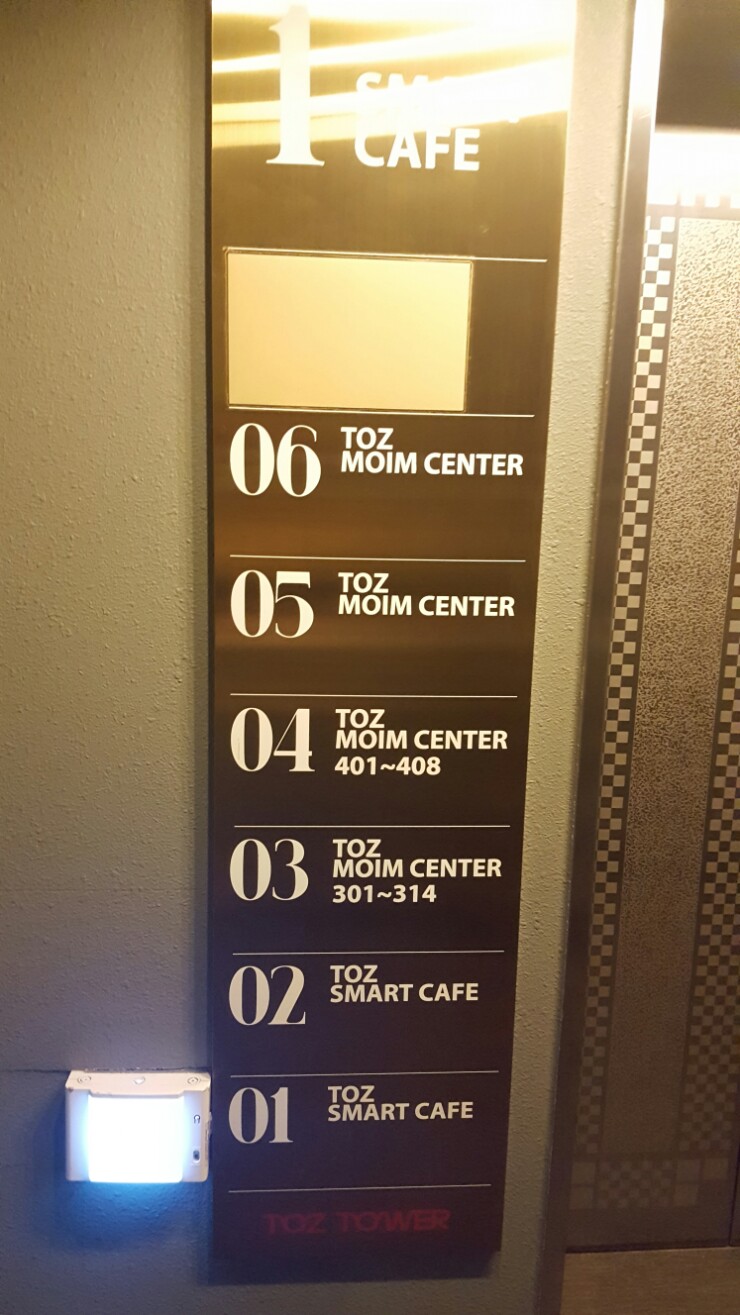 1
SMART
CAFE
06
TOZ
MOIM CENTER
05
TOZ
MOIM CENTER
04
TOZ
MOIM CENTER
401~408
03
TOZ
MOIM CENTER
301~314
02
TOZ
SMART CAFE
01
TOZ
SMART CAFE
TOZ TOWER